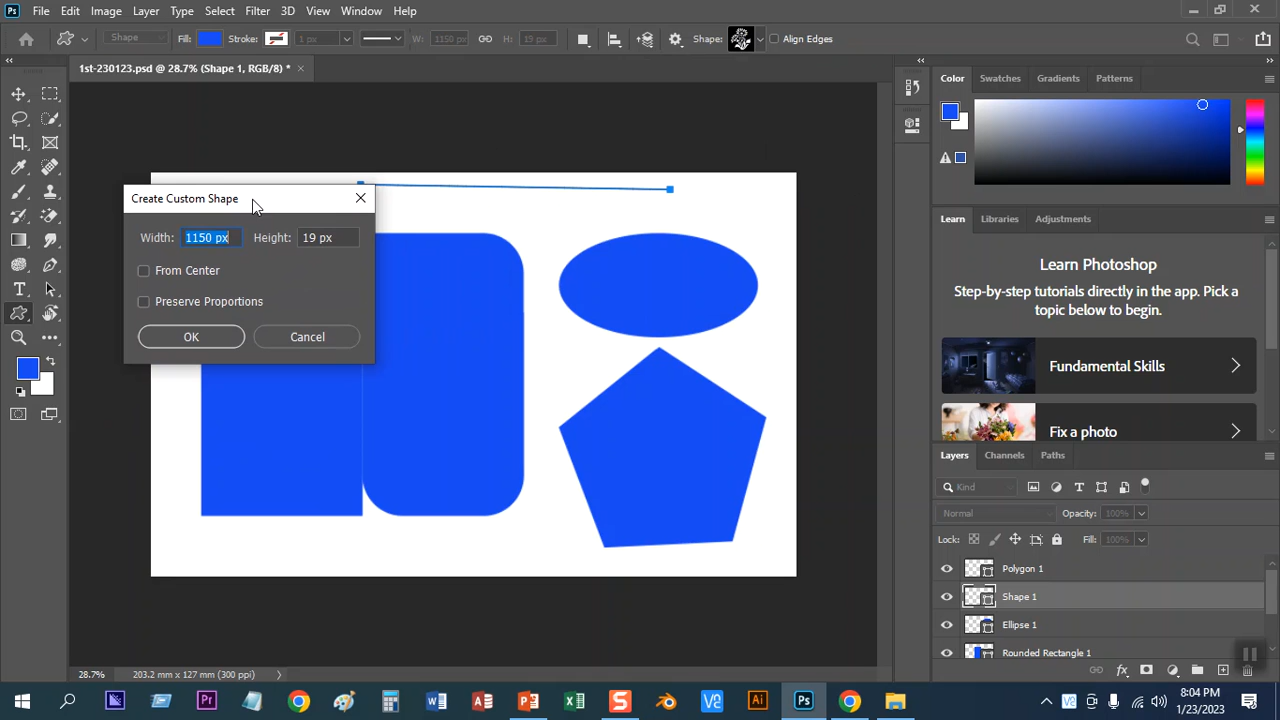 Ps File Edit Image Layer Type Select Filter 3D View Window Help
Shape Fill: Stroke: 1 px W: 1150 px H: 19 px Shape: Align Edges
1st-230123.psd @ 28.7% (Shape 1, RGB/8) *
Color Swatches Gradients Patterns
Create Custom Shape
Width: 1150 px Height: 19 px
From Center
Preserve Proportions
OK Cancel
Learn Libraries Adjustments
Learn Photoshop
Step-by-step tutorials directly in the app. Pick a
topic below to begin.
Fundamental Skills
Fix a photo
Layers Channels Paths
Kind
Normal Opacity: 100%
Lock: Fill: 100%
Polygon 1
Shape 1
Ellipse 1
Rounded Rectangle 1
28.7% 203.2 mm x 127 mm (300 ppi)
8:04 PM
1/23/2023